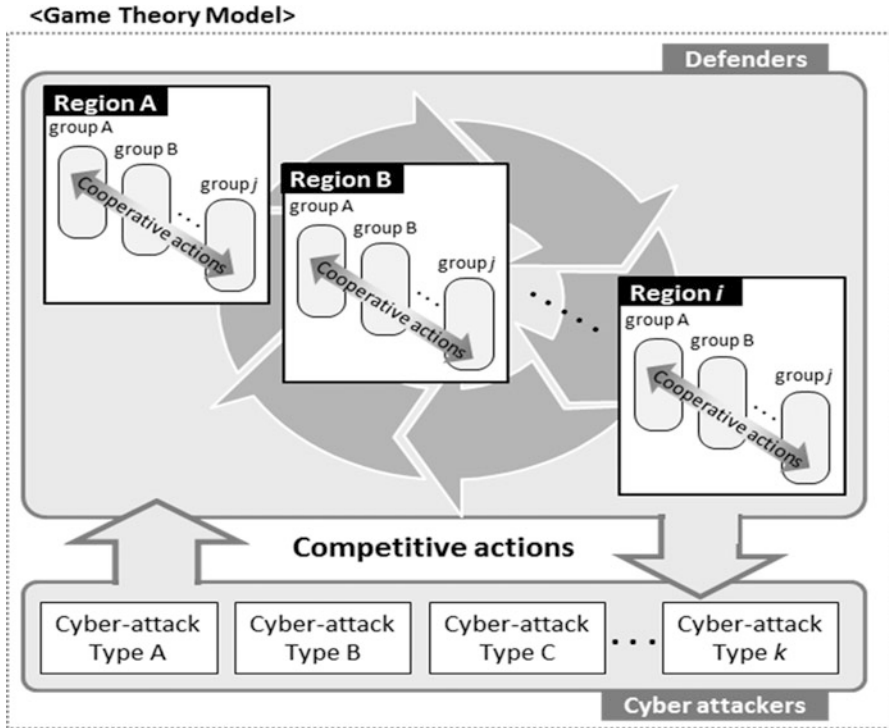 <Game Theory Model>
Defenders
Region A
group A
group B
group j
Cooperative actions
Region B
group A
group B
group j
Cooperative actions
Region i
group A
group B
group j
Cooperative actions
Competitive actions
Cyber-attack
Type A
Cyber-attack
Type B
Cyber-attack
Type C
Cyber-attack
Type k
Cyber attackers